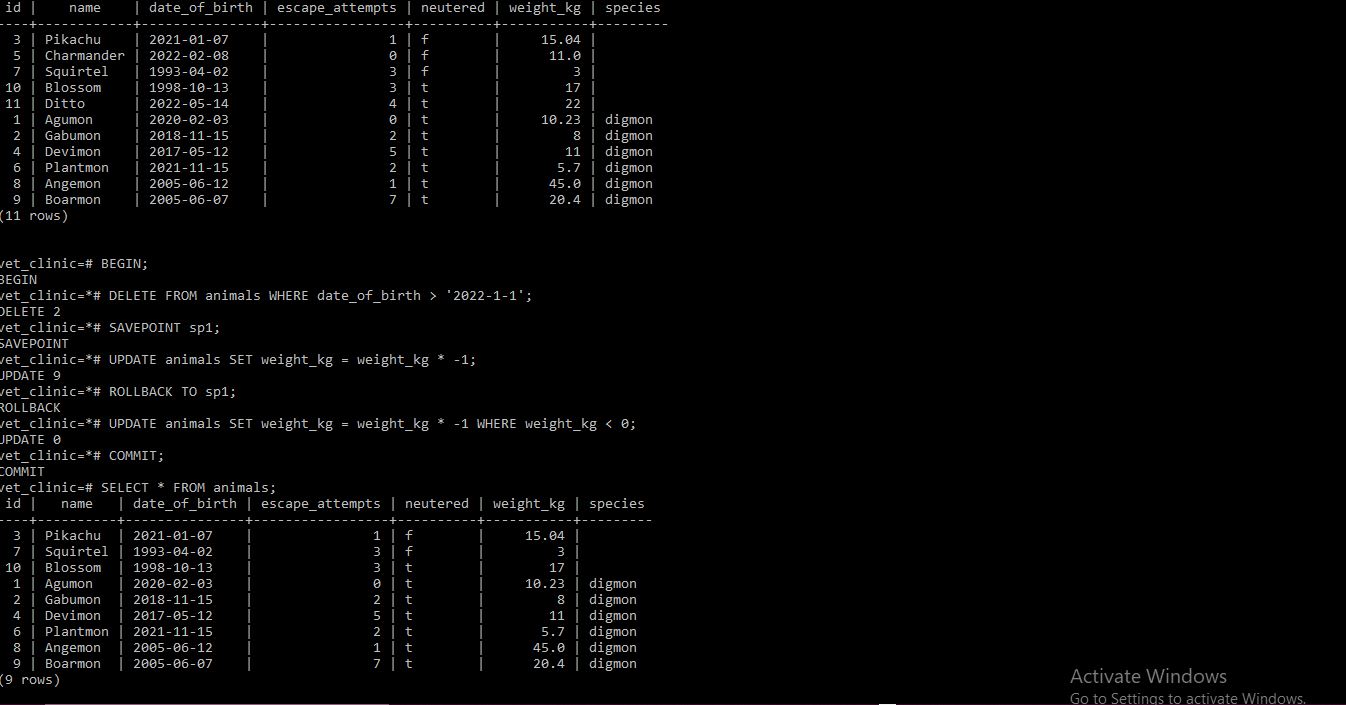 id |    name    | date_of_birth | escape_attempts | neutered | weight_kg | species
----+------------+---------------+-----------------+----------+-----------+---------
  3 | Pikachu    | 2021-01-07    |               1 | f        |     15.04 |
  5 | Charmander | 2022-02-08    |               0 | f        |      11.0 |
  7 | Squirtel   | 1993-04-02    |               3 | f        |         3 |
 10 | Blossom    | 1998-10-13    |               3 | t        |        17 |
 11 | Ditto      | 2022-05-14    |               4 | t        |        22 |
  1 | Agumon     | 2020-02-03    |               0 | t        |     10.23 | digmon
  2 | Gabumon    | 2018-11-15    |               2 | t        |         8 | digmon
  4 | Devimon    | 2017-05-12    |               5 | t        |        11 | digmon
  6 | Plantmon   | 2021-11-15    |               2 | t        |       5.7 | digmon
  8 | Angemon    | 2005-06-12    |               1 | t        |      45.0 | digmon
  9 | Boarmon    | 2005-06-07    |               7 | t        |      20.4 | digmon
(11 rows)
vet_clinic=# BEGIN;
BEGIN
vet_clinic=*# DELETE FROM animals WHERE date_of_birth > '2022-1-1';
DELETE 2
vet_clinic=*# SAVEPOINT sp1;
SAVEPOINT
vet_clinic=*# UPDATE animals SET weight_kg = weight_kg * -1;
UPDATE 9
vet_clinic=*# ROLLBACK TO sp1;
ROLLBACK
vet_clinic=*# UPDATE animals SET weight_kg = weight_kg * -1 WHERE weight_kg < 0;
UPDATE 0
vet_clinic=*# COMMIT;
COMMIT
vet_clinic=# SELECT * FROM animals;
 id |   name   | date_of_birth | escape_attempts | neutered | weight_kg | species
----+----------+---------------+-----------------+----------+-----------+---------
  3 | Pikachu  | 2021-01-07    |               1 | f        |     15.04 |
  7 | Squirtel | 1993-04-02    |               3 | f        |         3 |
 10 | Blossom  | 1998-10-13    |               3 | t        |        17 |
  1 | Agumon   | 2020-02-03    |               0 | t        |     10.23 | digmon
  2 | Gabumon  | 2018-11-15    |               2 | t        |         8 | digmon
  4 | Devimon  | 2017-05-12    |               5 | t        |        11 | digmon
  6 | Plantmon | 2021-11-15    |               2 | t        |       5.7 | digmon
  8 | Angemon  | 2005-06-12    |               1 | t        |      45.0 | digmon
  9 | Boarmon  | 2005-06-07    |               7 | t        |      20.4 | digmon
(9 rows)
Activate Windows
Go to Settings to activate Windows.